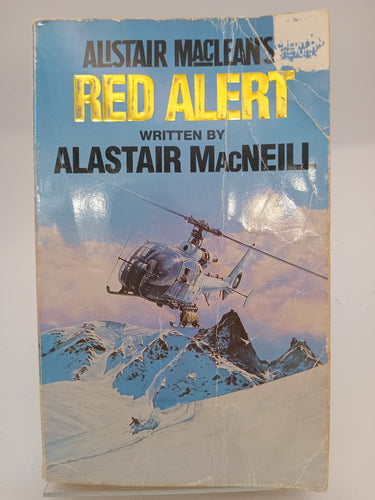 ALISTAIR MACLEAN'S
RED ALERT
WRITTEN BY
ALASTAIR MACNEILL